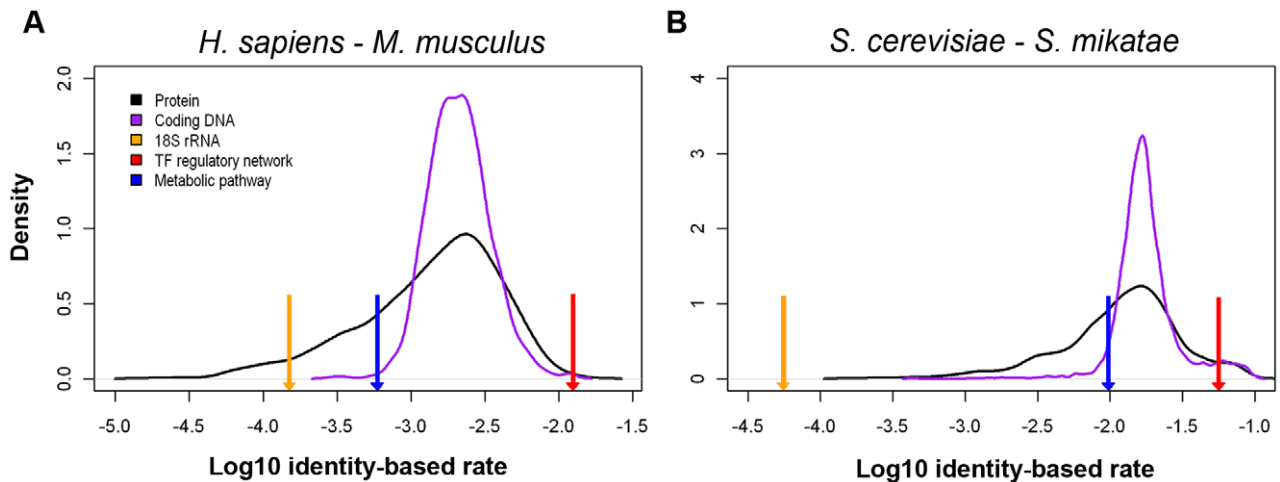 A
H. sapiens - M. musculus
Density
2.0
1.5
1.0
0.5
0.0
Protein
Coding DNA
18S rRNA
TF regulatory network
Metabolic pathway
-5.0 -4.5 -4.0 -3.5 -3.0 -2.5 -2.0 -1.5
Log10 identity-based rate
B
S. cerevisiae - S. mikatae
4
3
2
1
0
-4.5 -4.0 -3.5 -3.0 -2.5 -2.0 -1.5 -1.0
Log10 identity-based rate